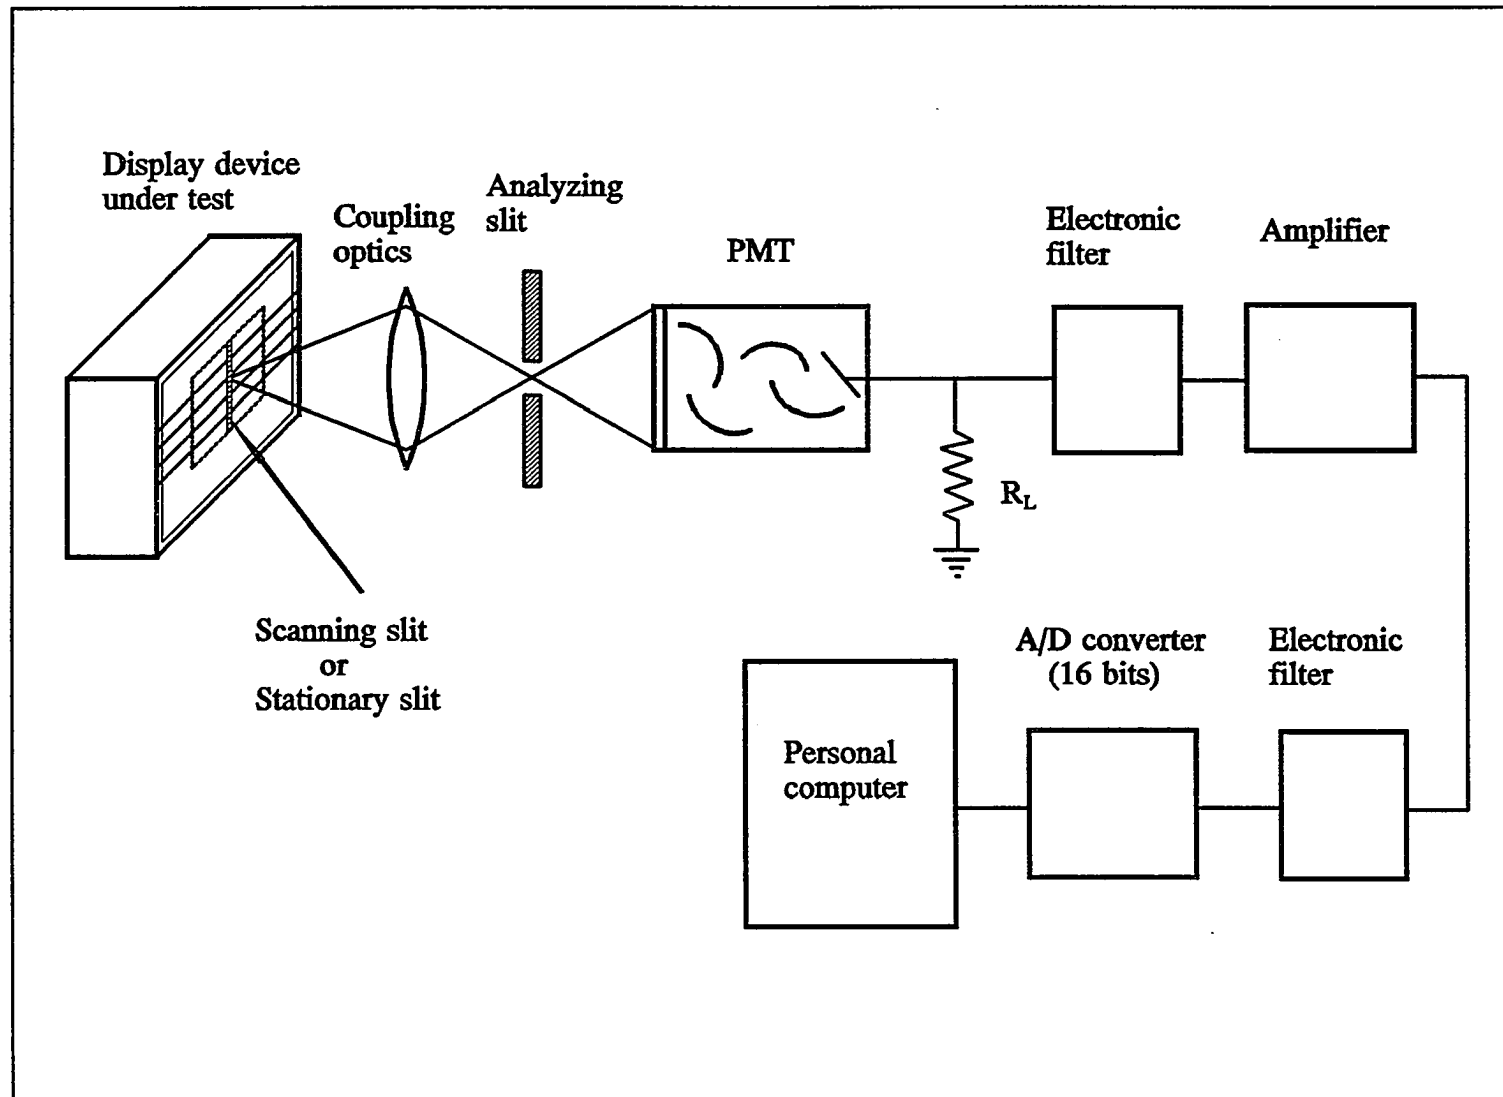 Display device
under test
Coupling
optics
Analyzing
slit
PMT
Electronic
filter
Amplifier
R_L
Scanning slit
or
Stationary slit
A/D converter
(16 bits)
Electronic
filter
Personal
computer